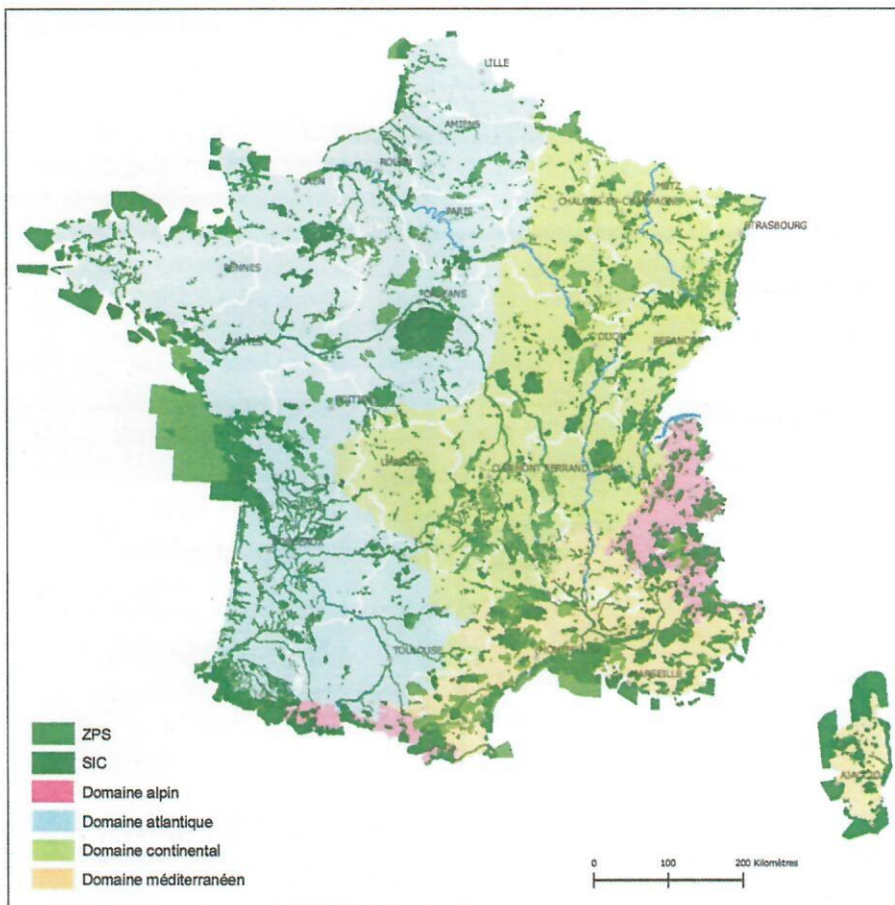 LILLE
AMIENS
ROUEN
CAEN
METZ
CHALONS-EN-CHAMPAGNE
PARIS
STRASBOURG
RENNES
ORLEANS
NANTES
DIJON
BESANCON
POITIERS
LIMOGES
CLERMONT FERRAND
BORDEAUX
TOULOUSE
MARSEILLE
AJACCIO
ZPS
SIC
Domaine alpin
Domaine atlantique
Domaine continental
Domaine méditerranéen
0 100 200 Kilomètres